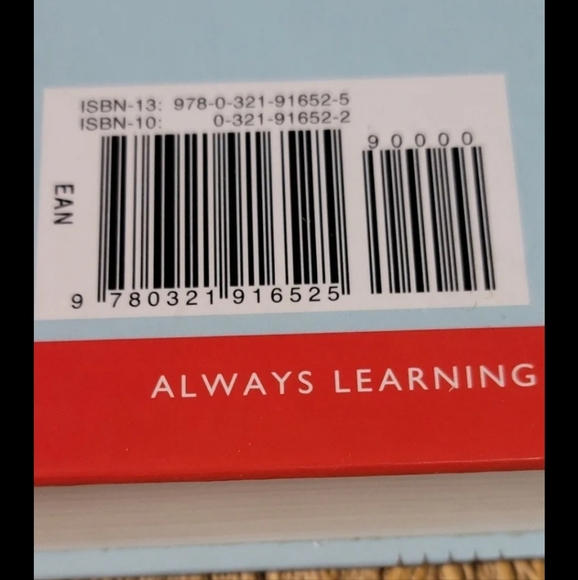 ISBN-13: 978-0-321-91652-5
ISBN-10: 0-321-91652-2
90000
EAN
9 780321 916525
ALWAYS LEARNING